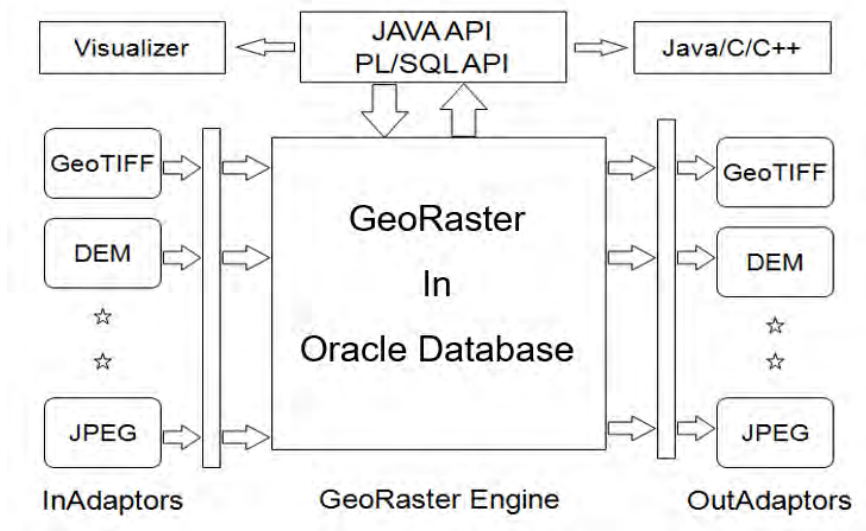 Visualizer
JAVA API
PL/SQL API
Java/C/C++
GeoTIFF
DEM
JPEG
InAdaptors
GeoRaster
In
Oracle Database
GeoRaster Engine
GeoTIFF
DEM
JPEG
OutAdaptors